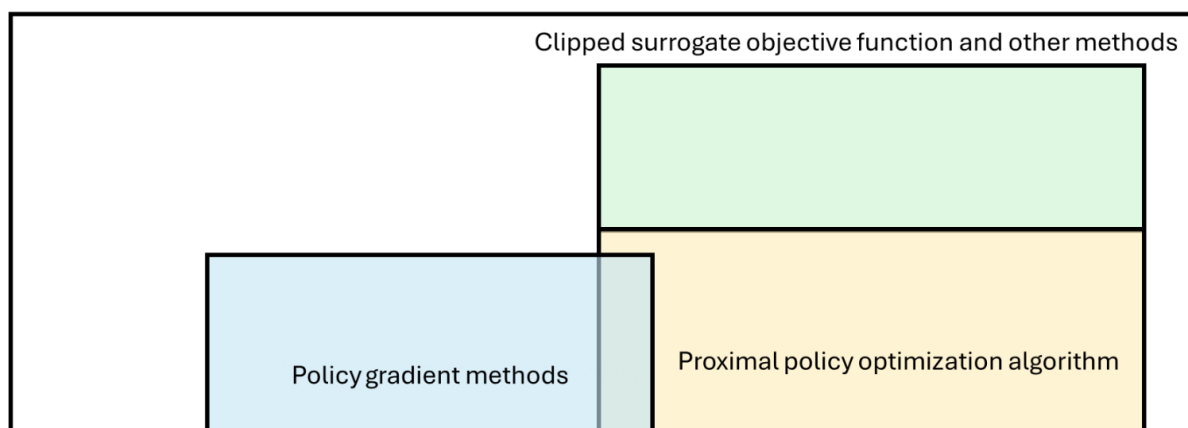 Clipped surrogate objective function and other methods
Proximal policy optimization algorithm
Policy gradient methods